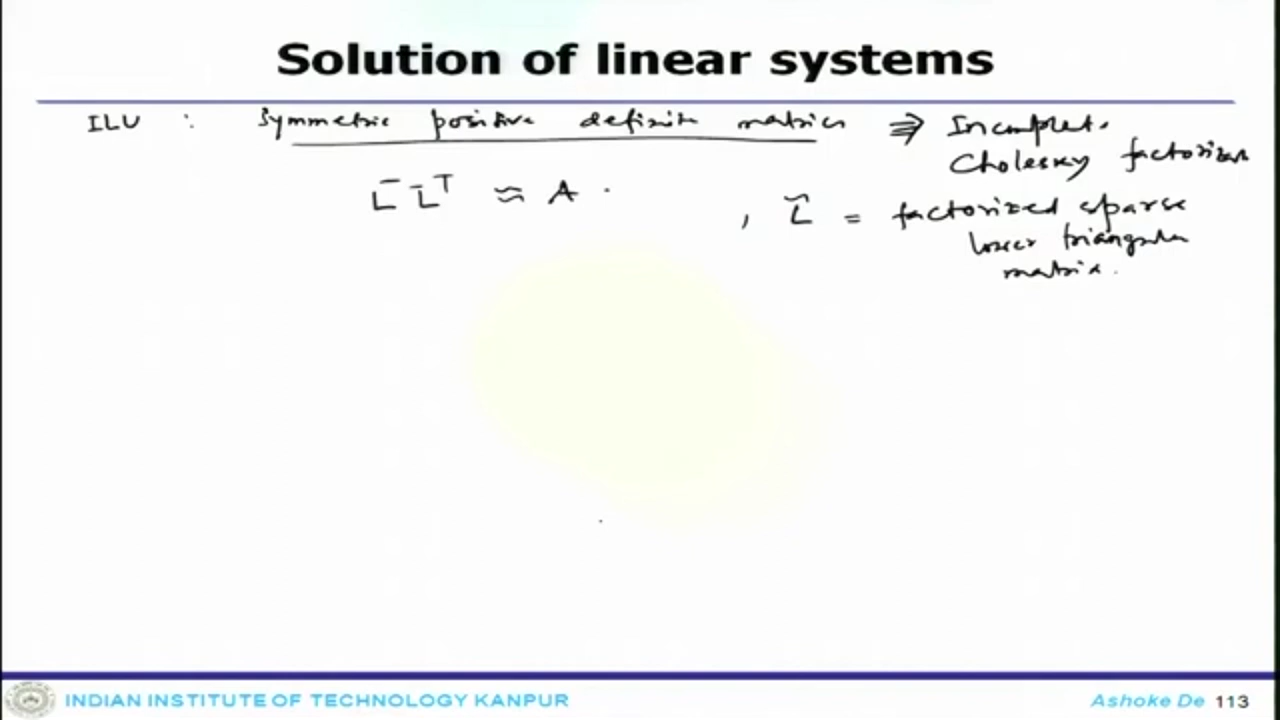 Solution of linear systems
ILU : Symmetric positive definite matrices ⇒ Incomplete
Cholesky factorization
L̄ L̄ᵀ ≈ A .
, L̃ = factorized sparse
lower triangular
matrix.
INDIAN INSTITUTE OF TECHNOLOGY KANPUR
Ashoke De 113